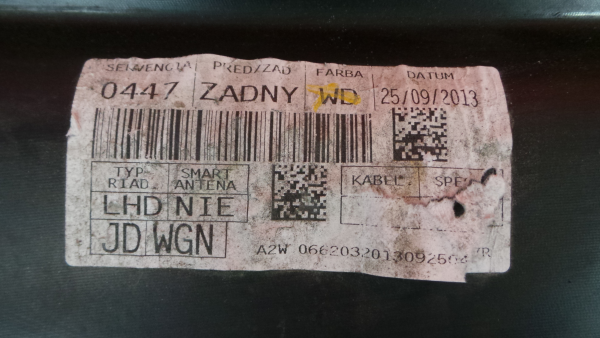 SEKVENCIA PRED/ZAD FARBA DATUM
0447 ZADNY WD 25/09/2013
TYP RIAD. SMART ANTENA KABEL.
LHD NIE
JD WGN
A2W